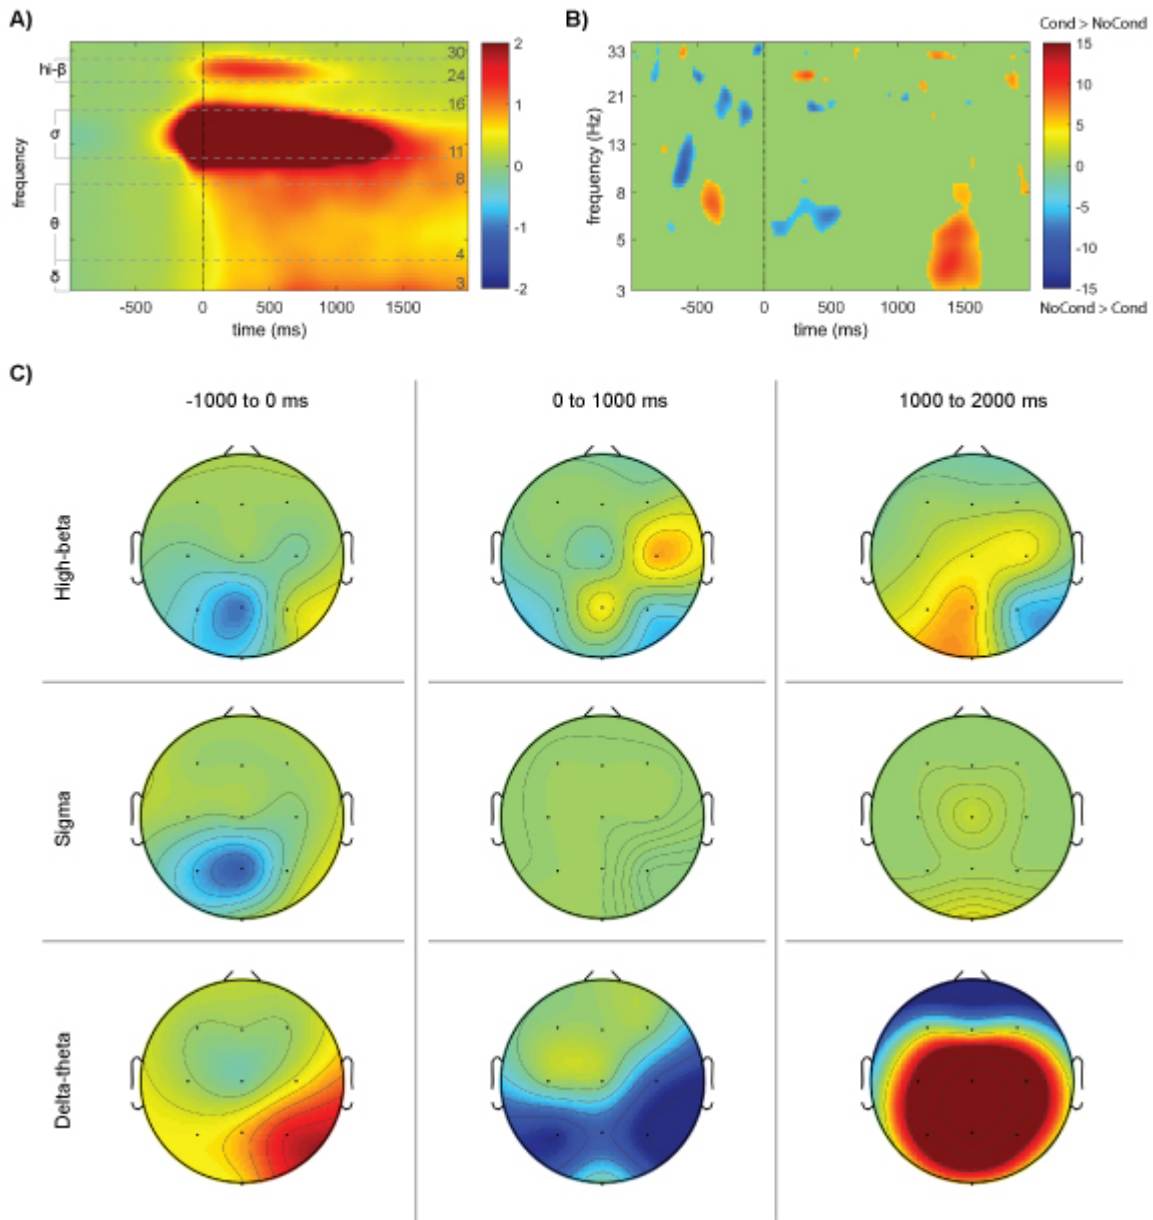 A)
frequency
hi-β
σ
θ
δ
30
24
16
11
8
4
3
-500 0 500 1000 1500
time (ms)
2
1
0
-1
-2
B)
frequency (Hz)
33
21
13
8
5
3
-500 0 500 1000 1500
time (ms)
Cond > NoCond
15
10
5
0
-5
-10
-15
NoCond > Cond
C)
-1000 to 0 ms
0 to 1000 ms
1000 to 2000 ms
High-beta
Sigma
Delta-theta